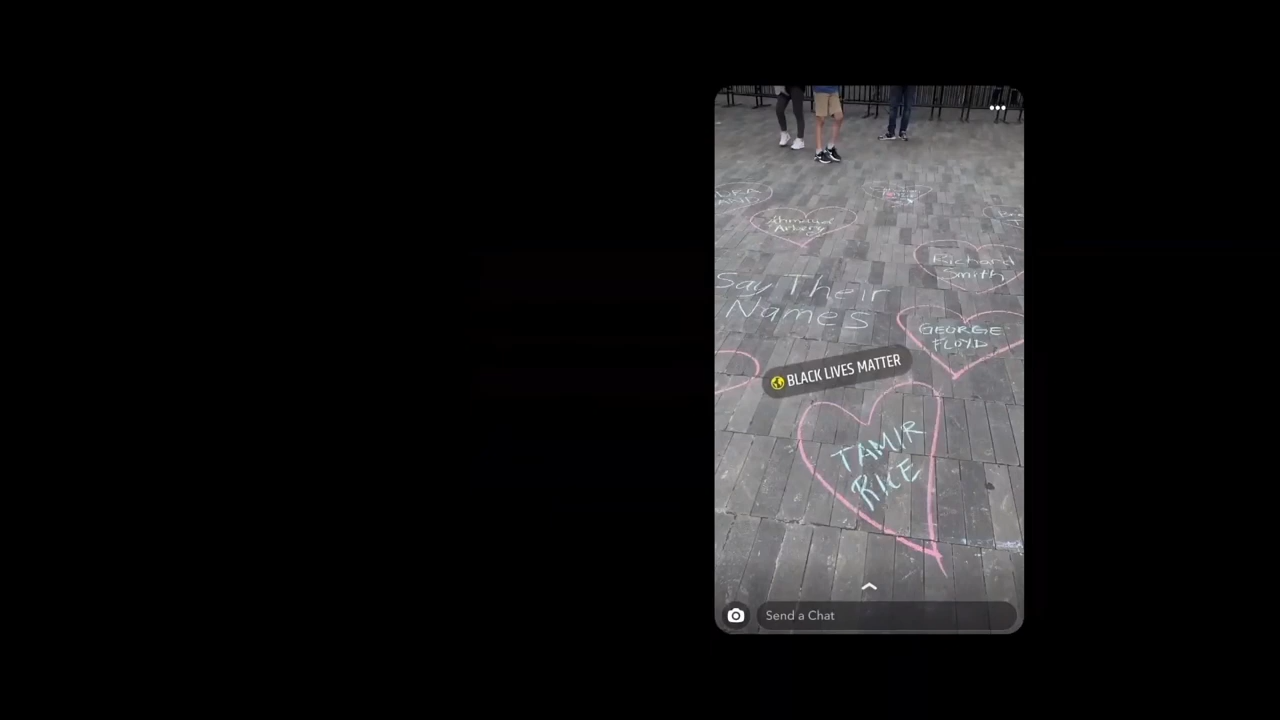 Ahmaud
Arbery
Richard
Smith
Say Their
Names
GEORGE
FLOYD
BLACK LIVES MATTER
TAMIR
RICE
Send a Chat